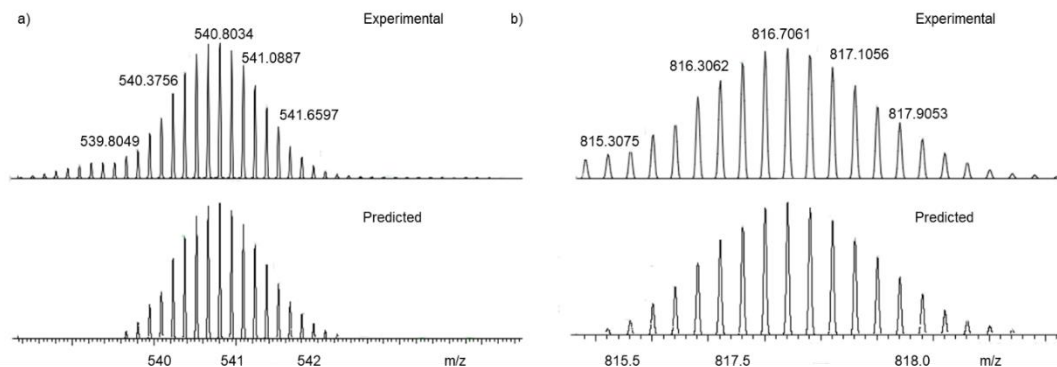 a)
Experimental
540.8034
541.0887
540.3756
541.6597
539.8049
Predicted
540
541
542
m/z
b)
Experimental
816.7061
817.1056
816.3062
817.9053
815.3075
Predicted
815.5
817.5
818.0
m/z